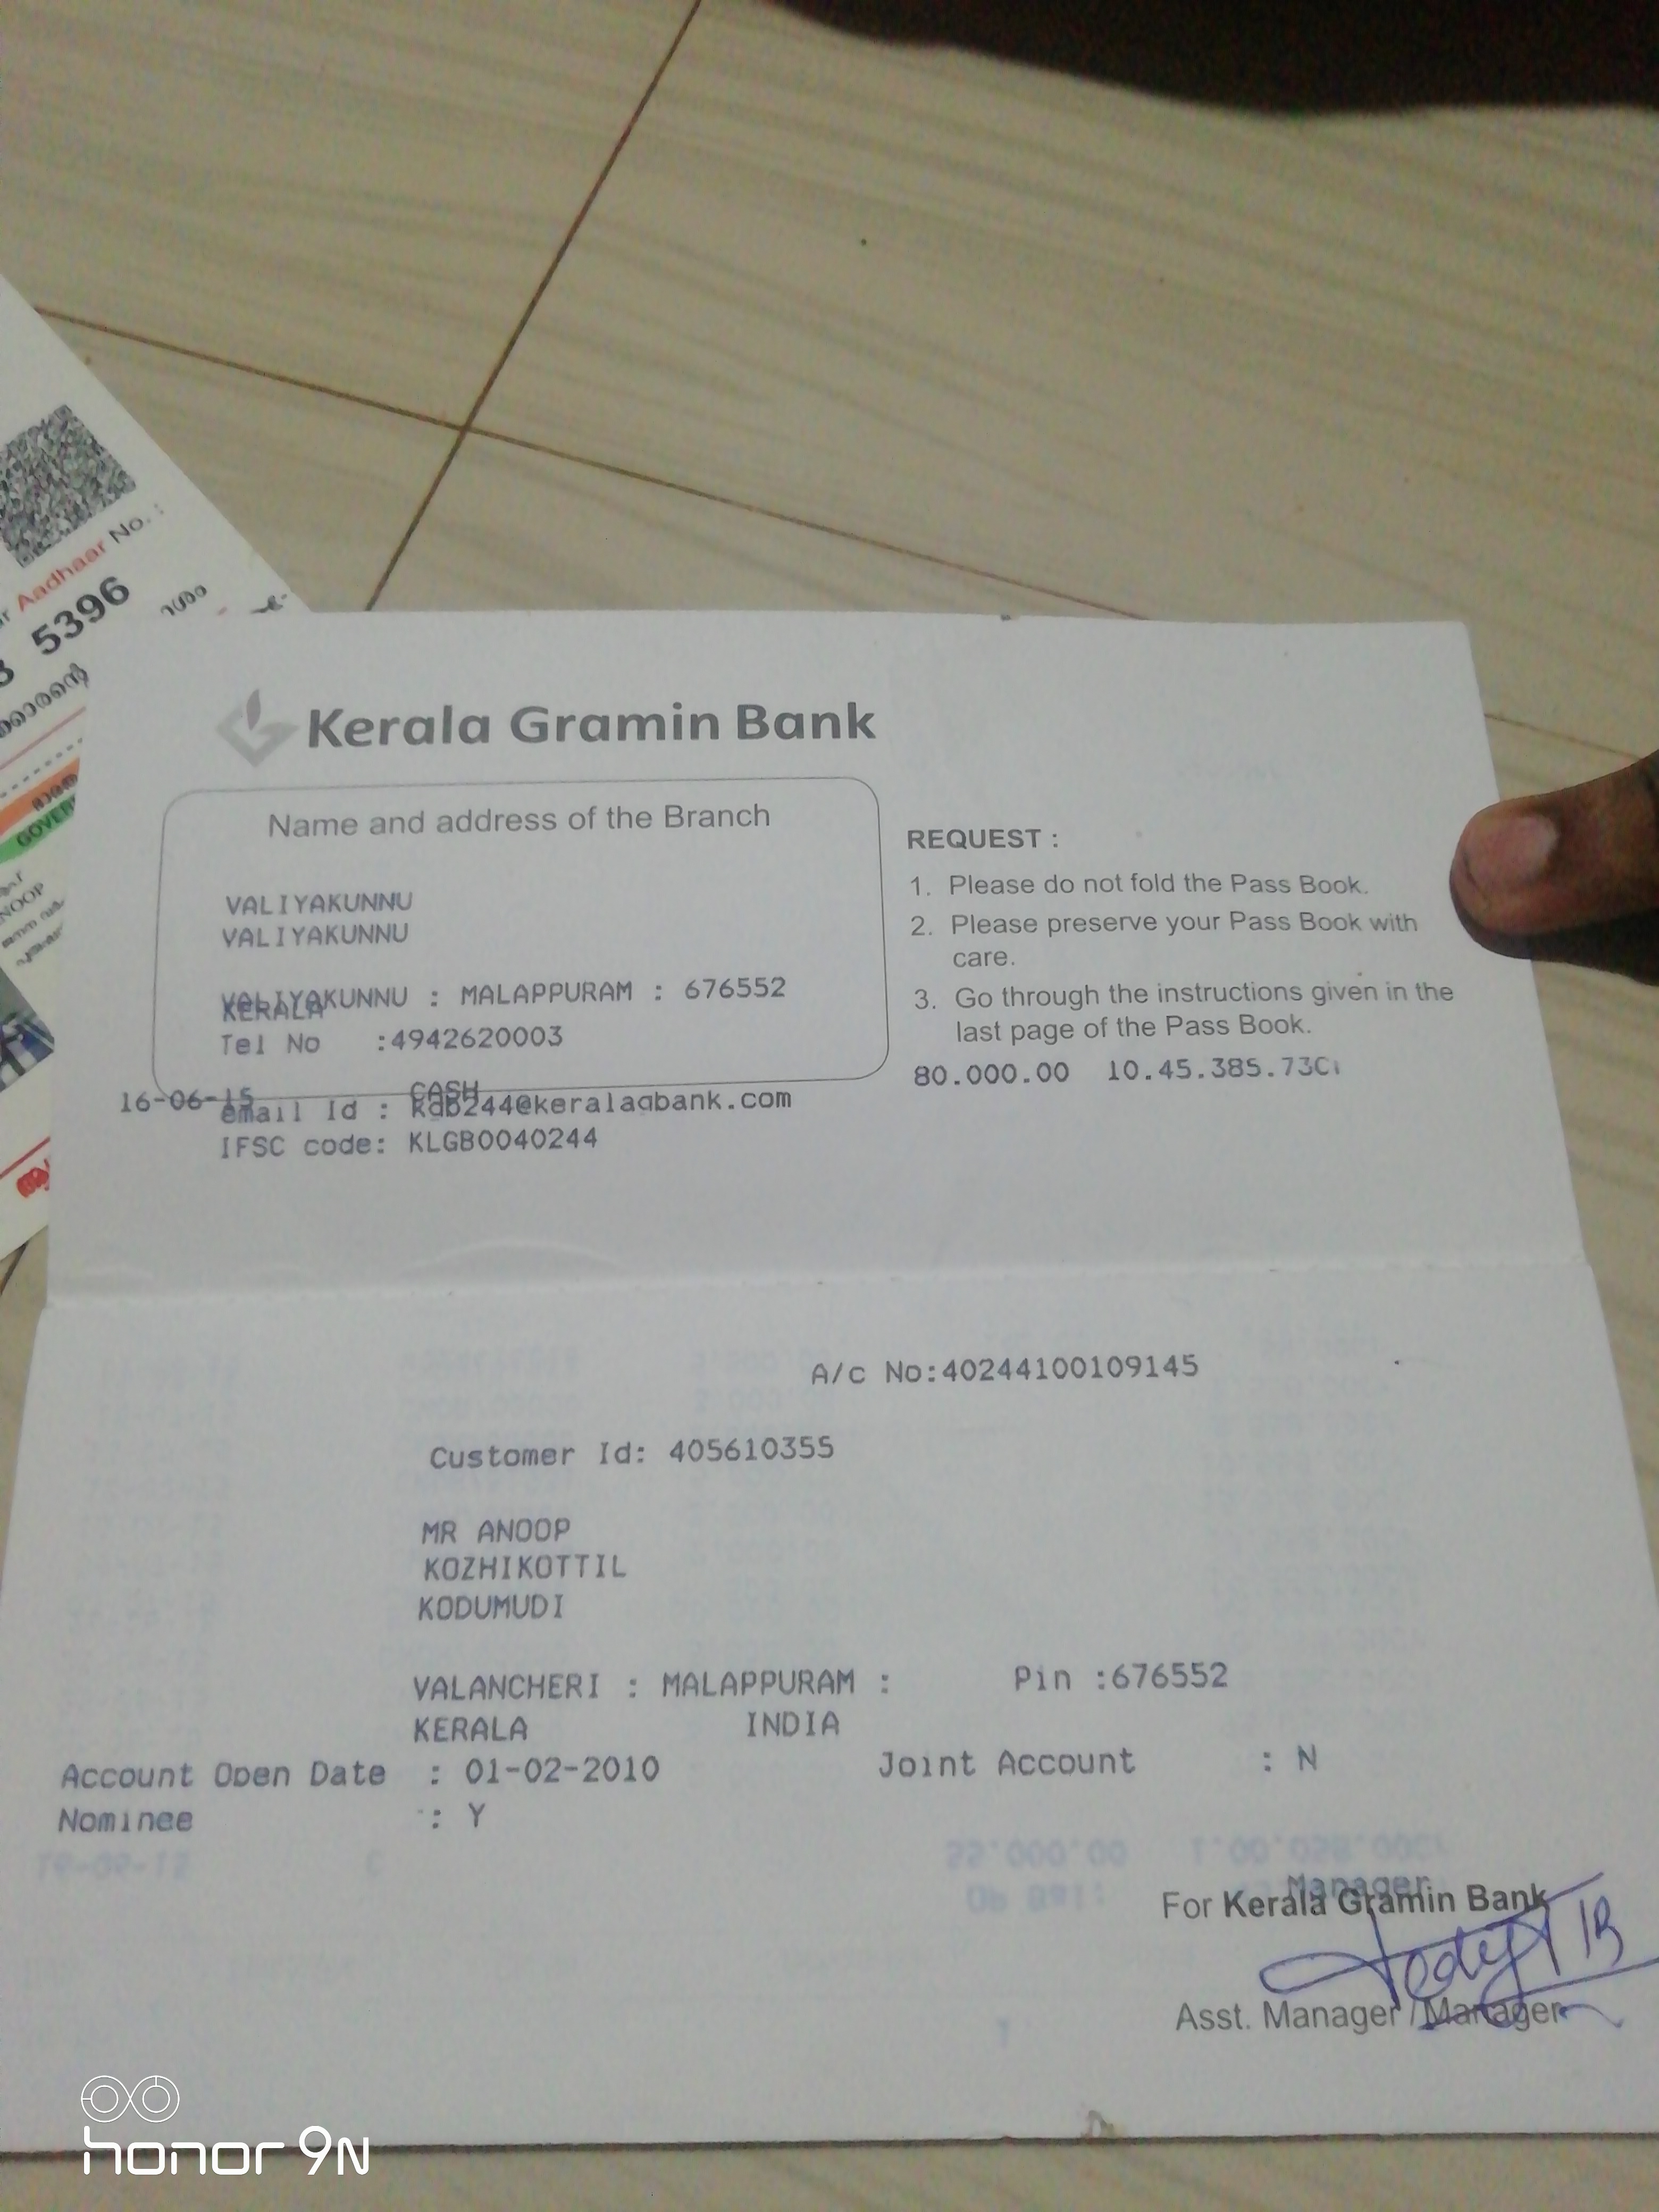 Aadhaar No. :
5396
GOVER
NOOP
Kerala Gramin Bank
Name and address of the Branch
VALIYAKUNNU
VALIYAKUNNU
VALIYAKUNNU : MALAPPURAM : 676552
KERALA
Tel No :4942620003
16-06-15 CASH
email Id : kgb244@keralagbank.com
IFSC code: KLGB0040244
REQUEST :
1. Please do not fold the Pass Book.
2. Please preserve your Pass Book with
care.
3. Go through the instructions given in the
last page of the Pass Book.
80.000.00 10.45.385.73Cr
A/c No:40244100109145
Customer Id: 405610355
MR ANOOP
KOZHIKOTTIL
KODUMUDI
VALANCHERI : MALAPPURAM : Pin :676552
KERALA INDIA
Account Open Date : 01-02-2010 Joint Account : N
Nominee : Y
Manager
For Kerala Gramin Bank
Asst. Manager / Manager
honor 9N